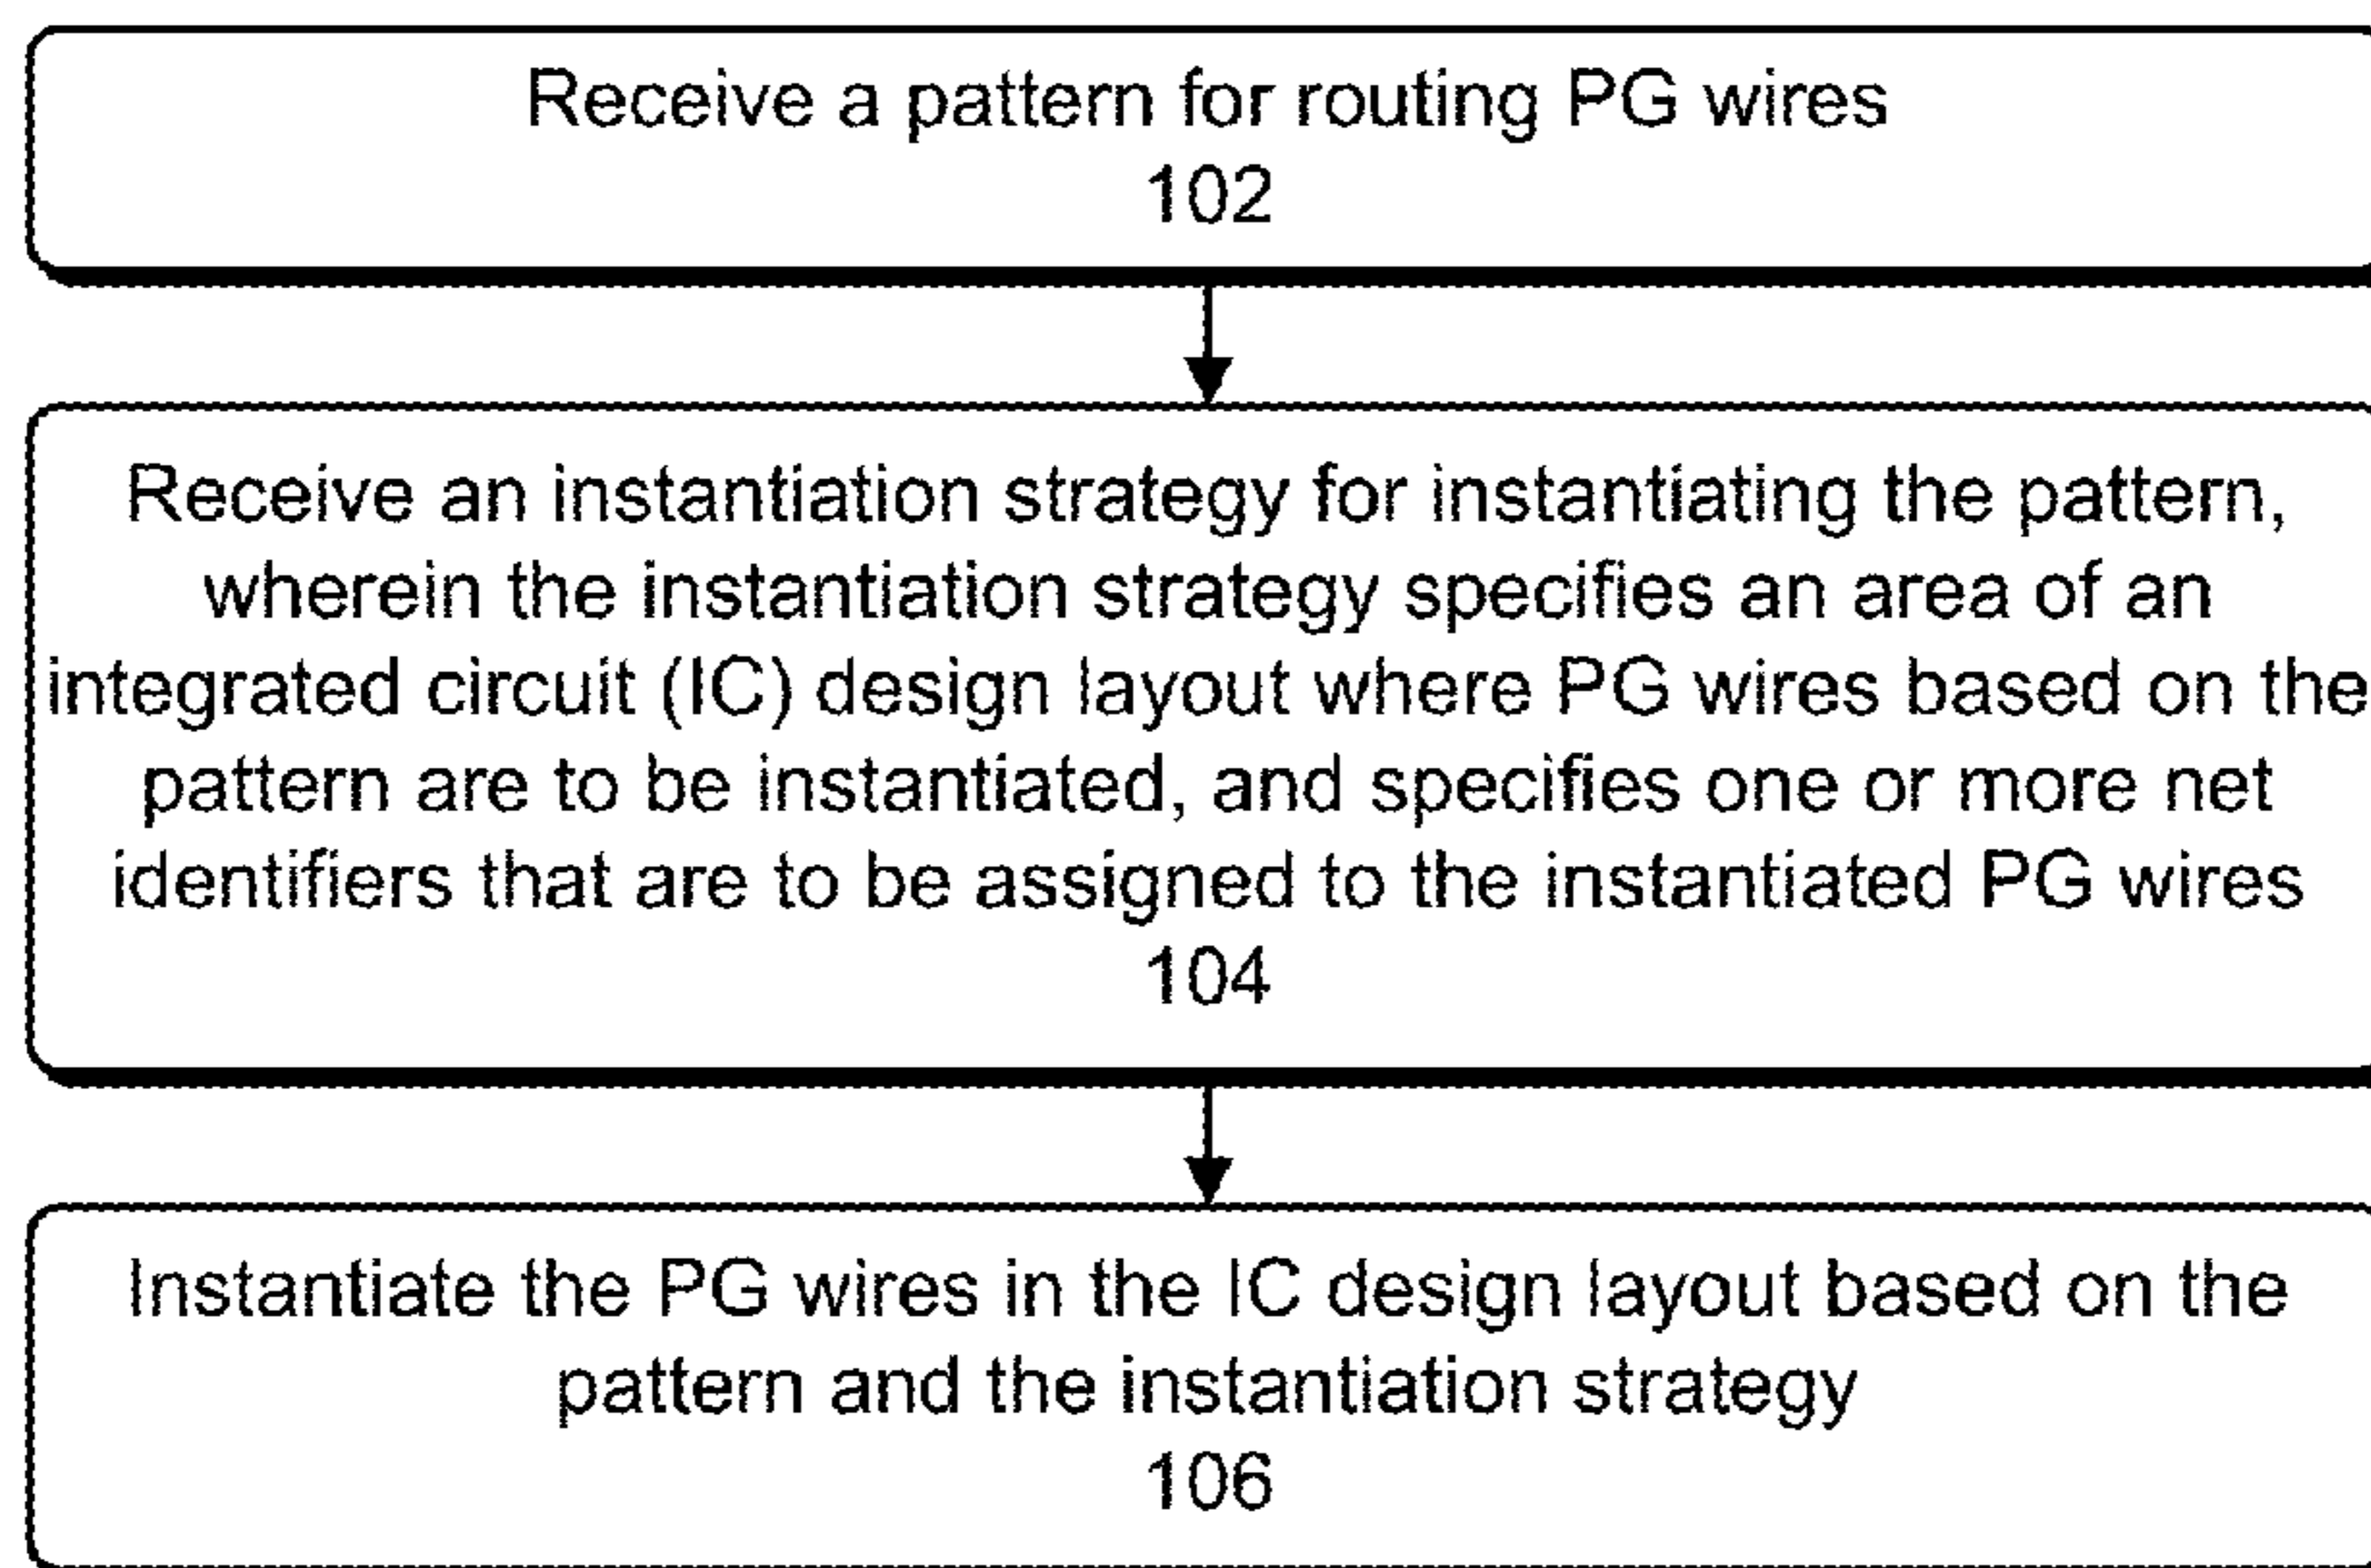 Receive a pattern for routing PG wires
102
Receive an instantiation strategy for instantiating the pattern,
wherein the instantiation strategy specifies an area of an
integrated circuit (IC) design layout where PG wires based on the
pattern are to be instantiated, and specifies one or more net
identifiers that are to be assigned to the instantiated PG wires
104
Instantiate the PG wires in the IC design layout based on the
pattern and the instantiation strategy
106